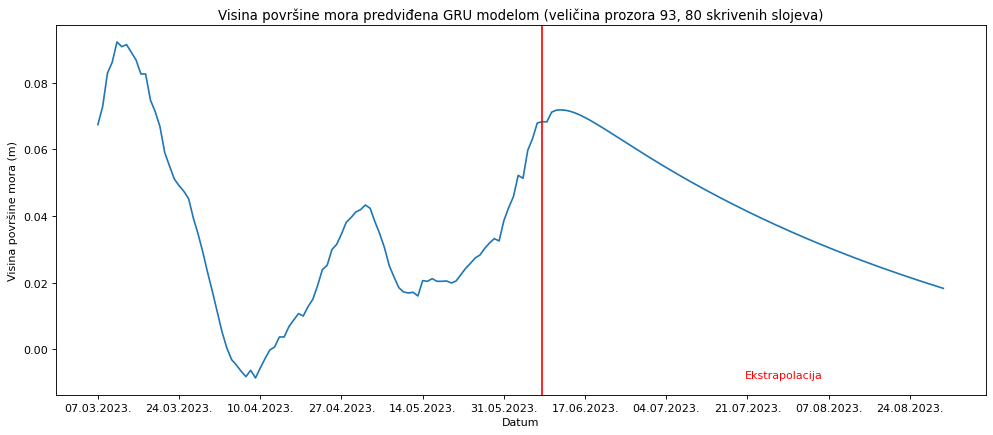 Visina površine mora predviđena GRU modelom (veličina prozora 93, 80 skrivenih slojeva)
Visina površine mora (m)
0.08
0.06
0.04
0.02
0.00
Ekstrapolacija
07.03.2023. 24.03.2023. 10.04.2023. 27.04.2023. 14.05.2023. 31.05.2023. 17.06.2023. 04.07.2023. 21.07.2023. 07.08.2023. 24.08.2023.
Datum